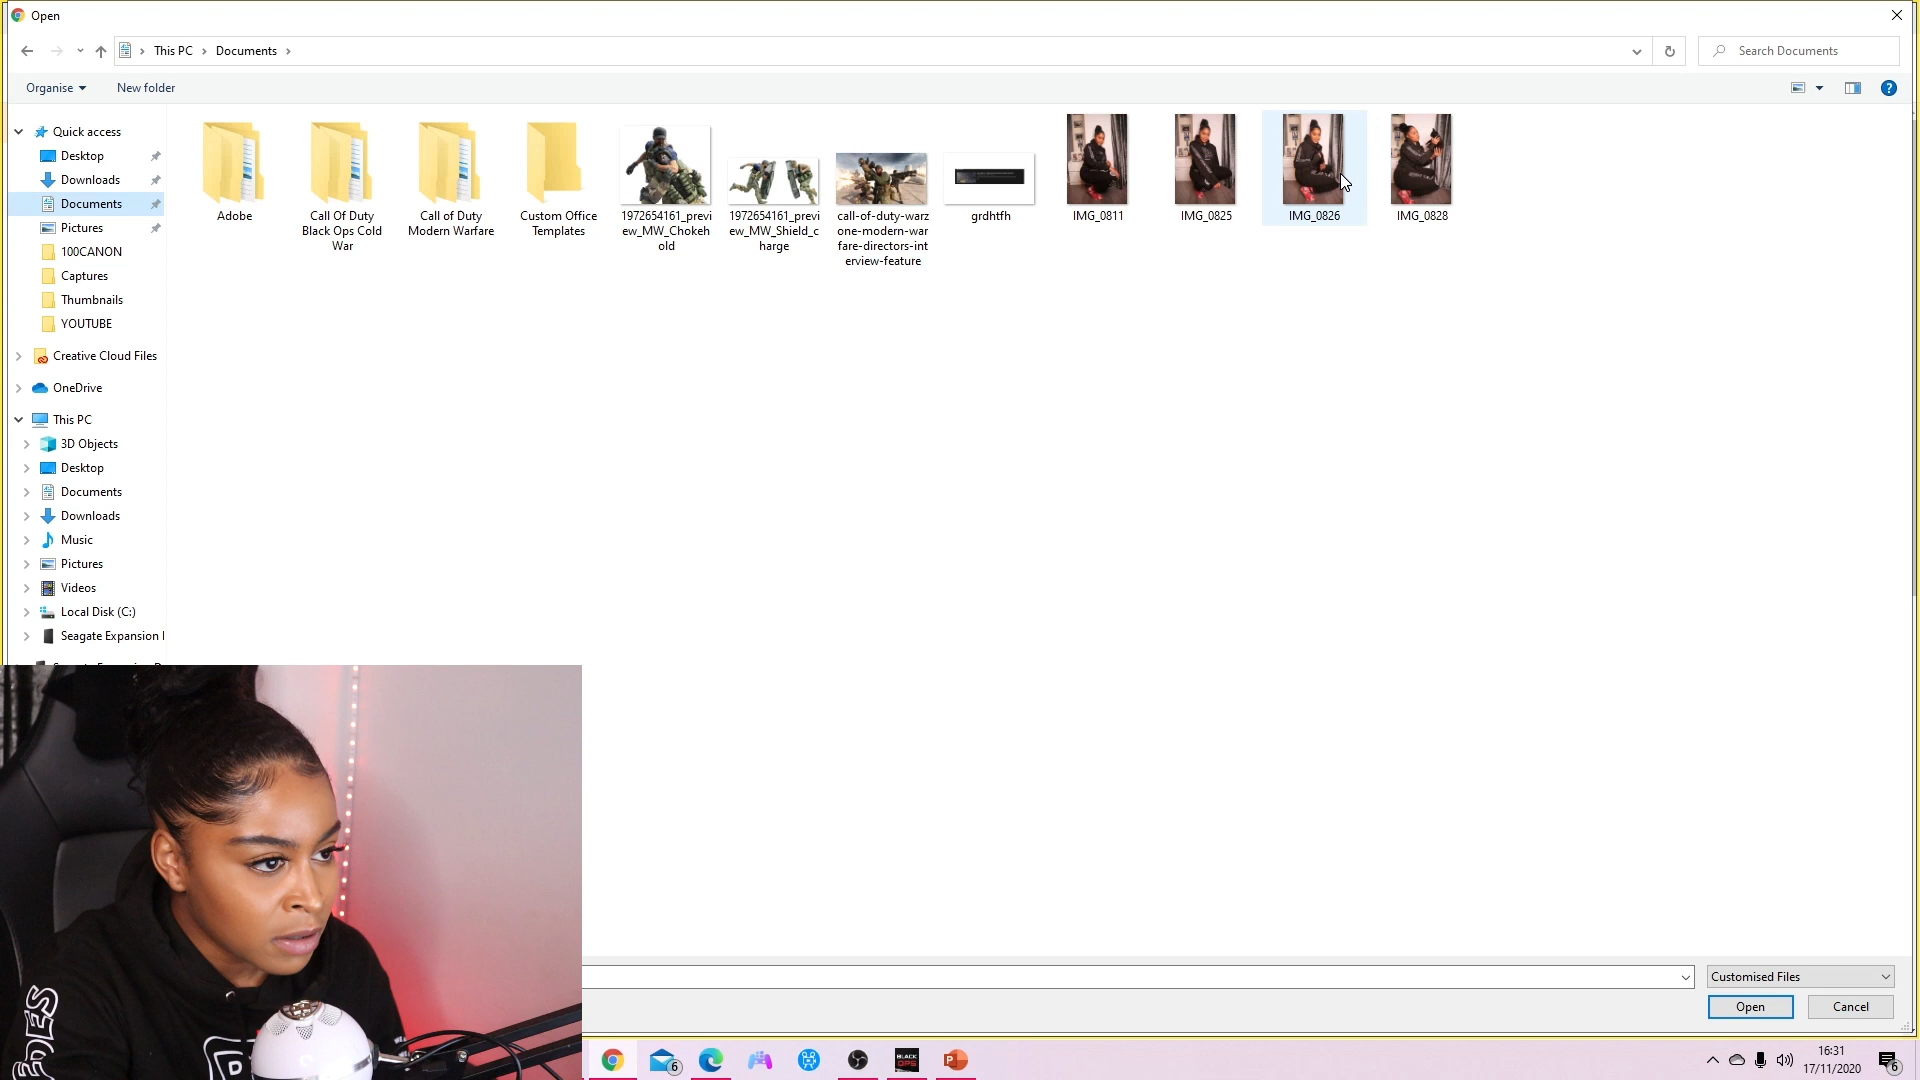 Open
This PC
Documents
Search Documents
Organise
New folder
Quick access
Desktop
Downloads
Documents
Pictures
100CANON
Captures
Thumbnails
YOUTUBE
Creative Cloud Files
OneDrive
This PC
3D Objects
Desktop
Documents
Downloads
Music
Pictures
Videos
Local Disk (C:)
Seagate Expansion
Adobe
Call Of Duty
Black Ops Cold
War
Call of Duty
Modern Warfare
Custom Office
Templates
1972654161_previ
ew_MW_Chokeh
old
1972654161_previ
ew_MW_Shield_c
harge
call-of-duty-warz
one-modern-war
fare-directors-int
erview-feature
grdhtfh
IMG_0811
IMG_0825
IMG_0826
IMG_0828
Customised Files
Open
Cancel
6
BLACK
OPS
P
16:31
17/11/2020
6